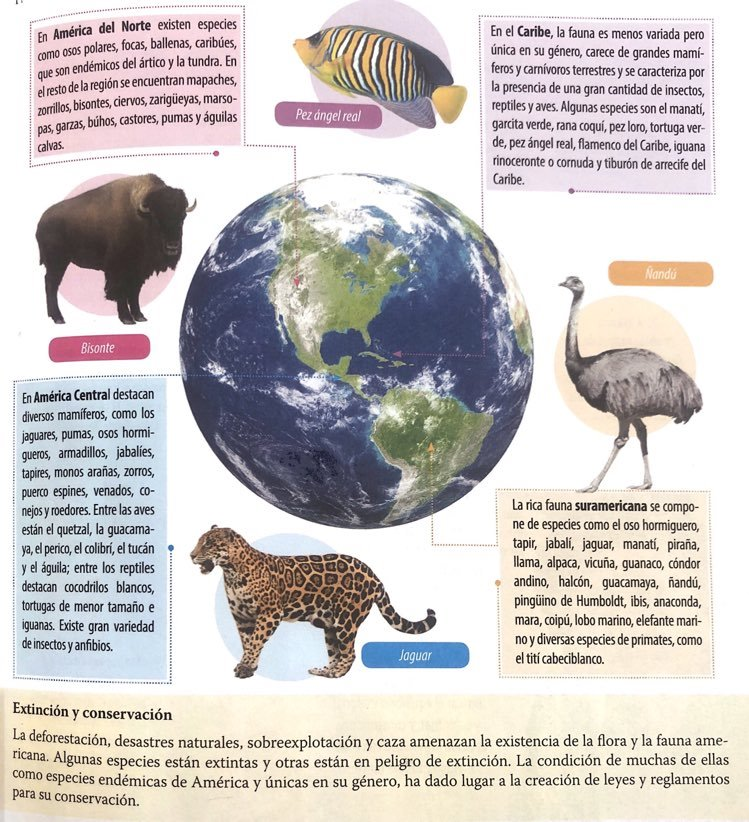 En América del Norte existen especies
como osos polares, focas, ballenas, caribúes,
que son endémicos del ártico y la tundra. En
el resto de la región se encuentran mapaches,
zorrillos, bisontes, ciervos, zarigüeyas, marso-
pas, garzas, búhos, castores, pumas y águilas
calvas.
Pez ángel real
En el Caribe, la fauna es menos variada pero
única en su género, carece de grandes mamí-
feros y carnívoros terrestres y se caracteriza por
la presencia de una gran cantidad de insectos,
reptiles y aves. Algunas especies son el manatí,
garcita verde, rana coquí, pez loro, tortuga ver-
de, pez ángel real, flamenco del Caribe, iguana
rinoceronte o cornuda y tiburón de arrecife del
Caribe.
Bisonte
Ñandú
En América Central destacan
diversos mamíferos, como los
jaguares, pumas, osos hormi-
gueros, armadillos, jabalíes,
tapires, monos arañas, zorros,
puerco espines, venados, co-
nejos y roedores. Entre las aves
están el quetzal, la guacama-
ya, el perico, el colibrí, el tucán
y el águila; entre los reptiles
destacan cocodrilos blancos,
tortugas de menor tamaño e
iguanas. Existe gran variedad
de insectos y anfibios.
Jaguar
La rica fauna suramericana se compo-
ne de especies como el oso hormiguero,
tapir, jabalí, jaguar, manatí, piraña,
llama, alpaca, vicuña, guanaco, cóndor
andino, halcón, guacamaya, ñandú,
pingüino de Humboldt, ibis, anaconda,
mara, coipú, lobo marino, elefante mari-
no y diversas especies de primates, como
el tití cabeciblanco.
Extinción y conservación
La deforestación, desastres naturales, sobreexplotación y caza amenazan la existencia de la flora y la fauna ame-
ricana. Algunas especies están extintas y otras están en peligro de extinción. La condición de muchas de ellas
como especies endémicas de América y únicas en su género, ha dado lugar a la creación de leyes y reglamentos
para su conservación.